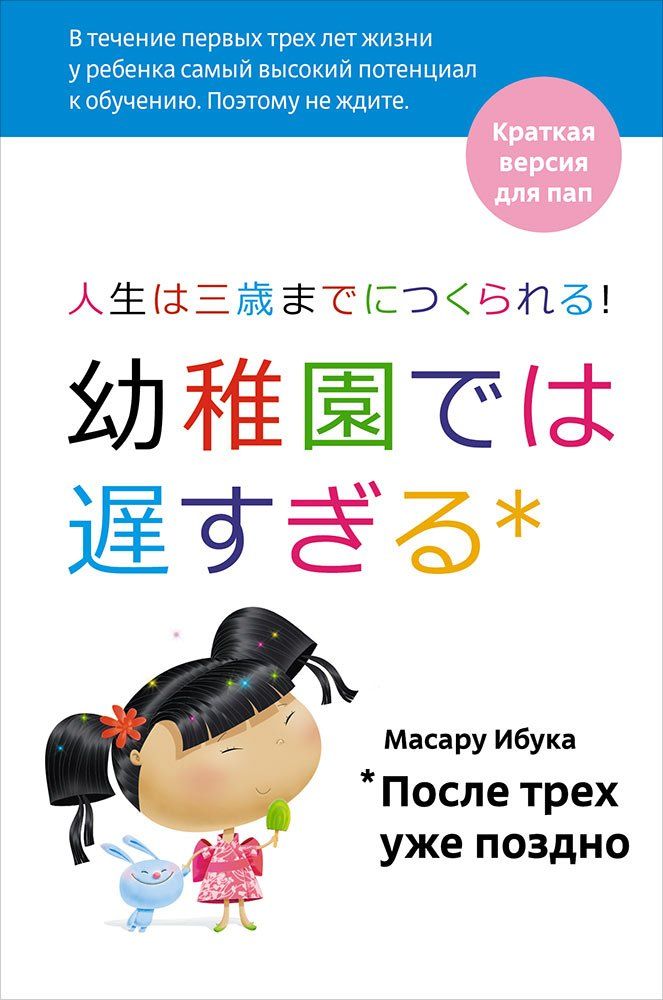 В течение первых трех лет жизни
у ребенка самый высокий потенциал
к обучению. Поэтому не ждите.
Краткая
версия
для пап
人生は三歳までにつくられる!
幼稚園では
遅すぎる*
Масару Ибука
*После трех
уже поздно